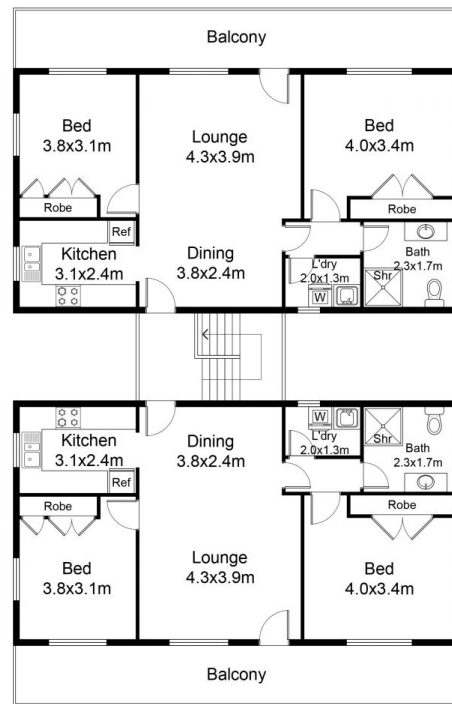 Balcony
Bed
3.8x3.1m
Lounge
4.3x3.9m
Bed
4.0x3.4m
Robe
Robe
Ref
Kitchen
3.1x2.4m
Dining
3.8x2.4m
L'dry
2.0x1.3m
W
Shr
Bath
2.3x1.7m
Kitchen
3.1x2.4m
Ref
Dining
3.8x2.4m
W
L'dry
2.0x1.3m
Shr
Bath
2.3x1.7m
Robe
Robe
Bed
3.8x3.1m
Lounge
4.3x3.9m
Bed
4.0x3.4m
Balcony